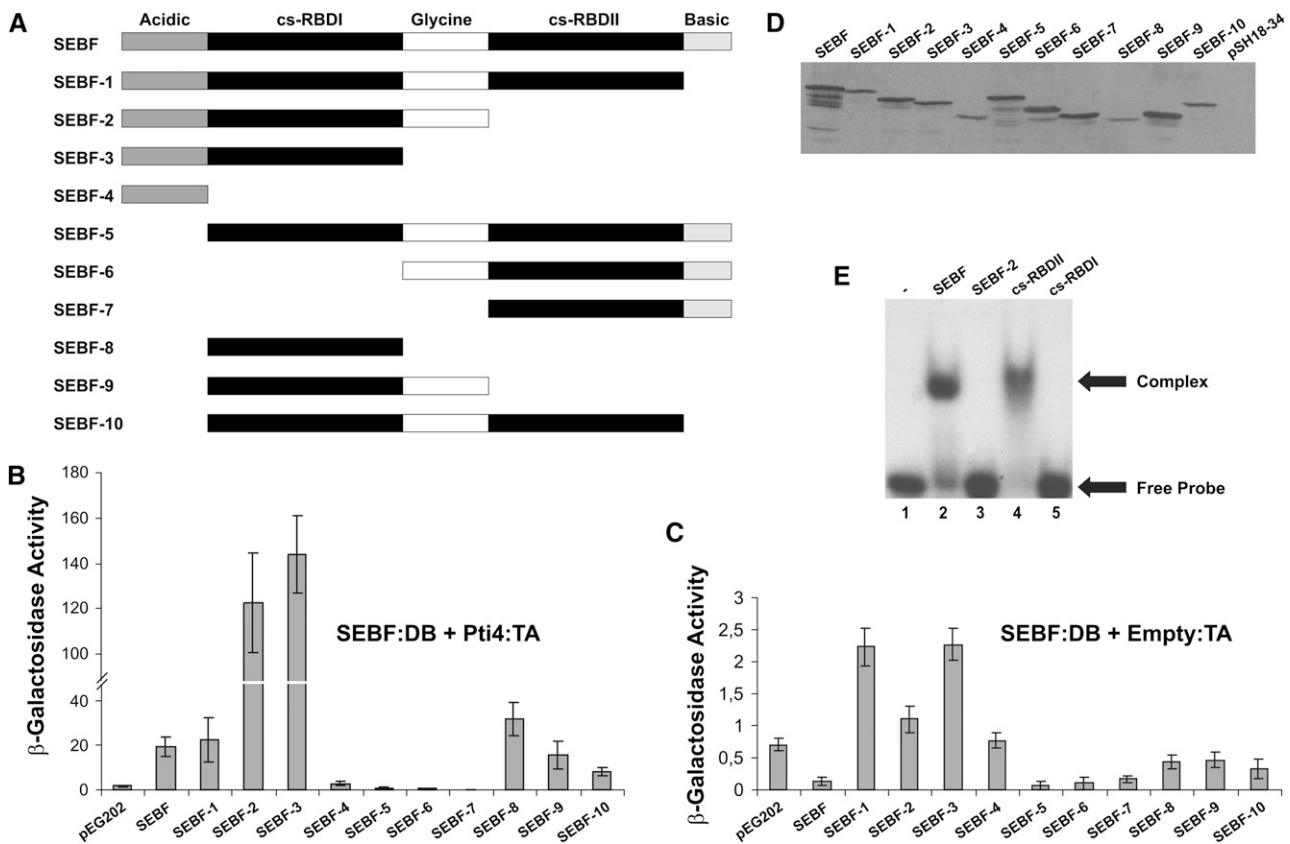 A
Acidic cs-RBDI Glycine cs-RBDII Basic
SEBF
SEBF-1
SEBF-2
SEBF-3
SEBF-4
SEBF-5
SEBF-6
SEBF-7
SEBF-8
SEBF-9
SEBF-10
D
SEBF SEBF-1 SEBF-2 SEBF-3 SEBF-4 SEBF-5 SEBF-6 SEBF-7 SEBF-8 SEBF-9 SEBF-10 pSH18-34
E
- SEBF SEBF-2 cs-RBDII cs-RBDI
Complex
Free Probe
1 2 3 4 5
B
β-Galactosidase Activity
180
160
140
120
100
40
20
0
SEBF:DB + Pti4:TA
pEG202 SEBF SEBF-1 SEBF-2 SEBF-3 SEBF-4 SEBF-5 SEBF-6 SEBF-7 SEBF-8 SEBF-9 SEBF-10
C
β-Galactosidase Activity
3
2,5
2
1,5
1
0,5
0
SEBF:DB + Empty:TA
pEG202 SEBF SEBF-1 SEBF-2 SEBF-3 SEBF-4 SEBF-5 SEBF-6 SEBF-7 SEBF-8 SEBF-9 SEBF-10